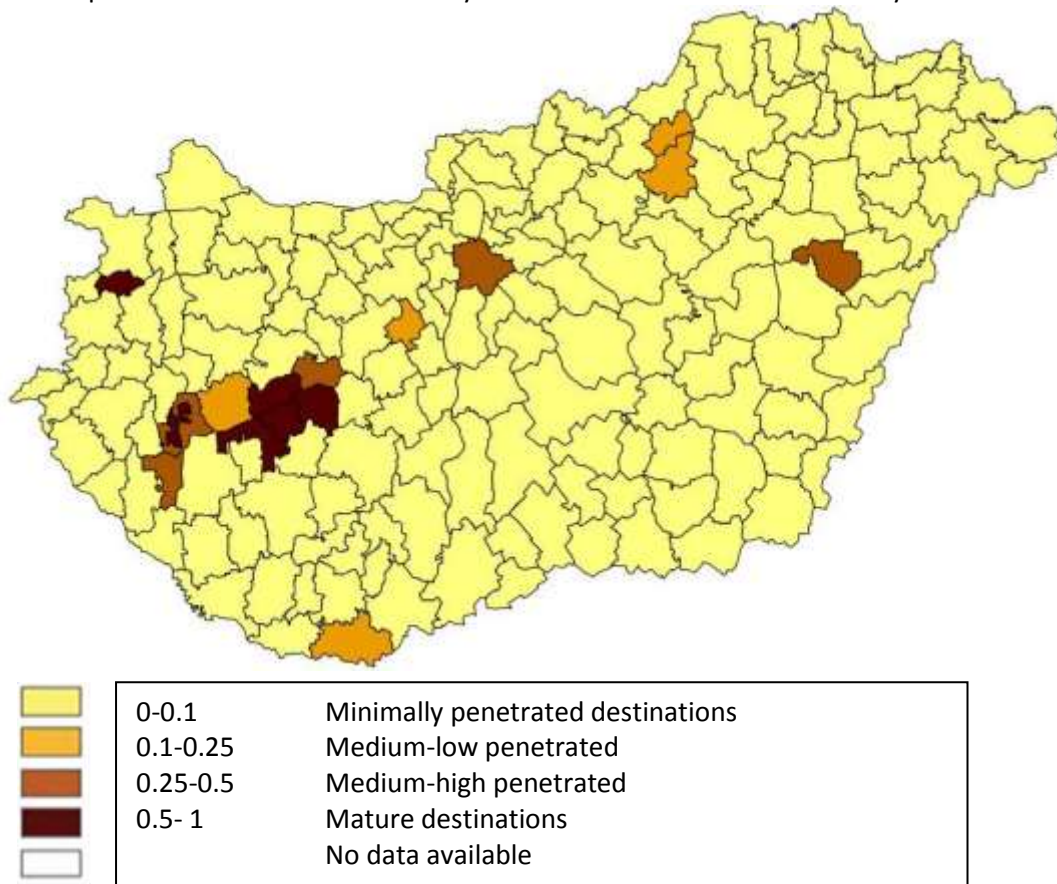 0-0.1 Minimally penetrated destinations
0.1-0.25 Medium-low penetrated
0.25-0.5 Medium-high penetrated
0.5- 1 Mature destinations
No data available